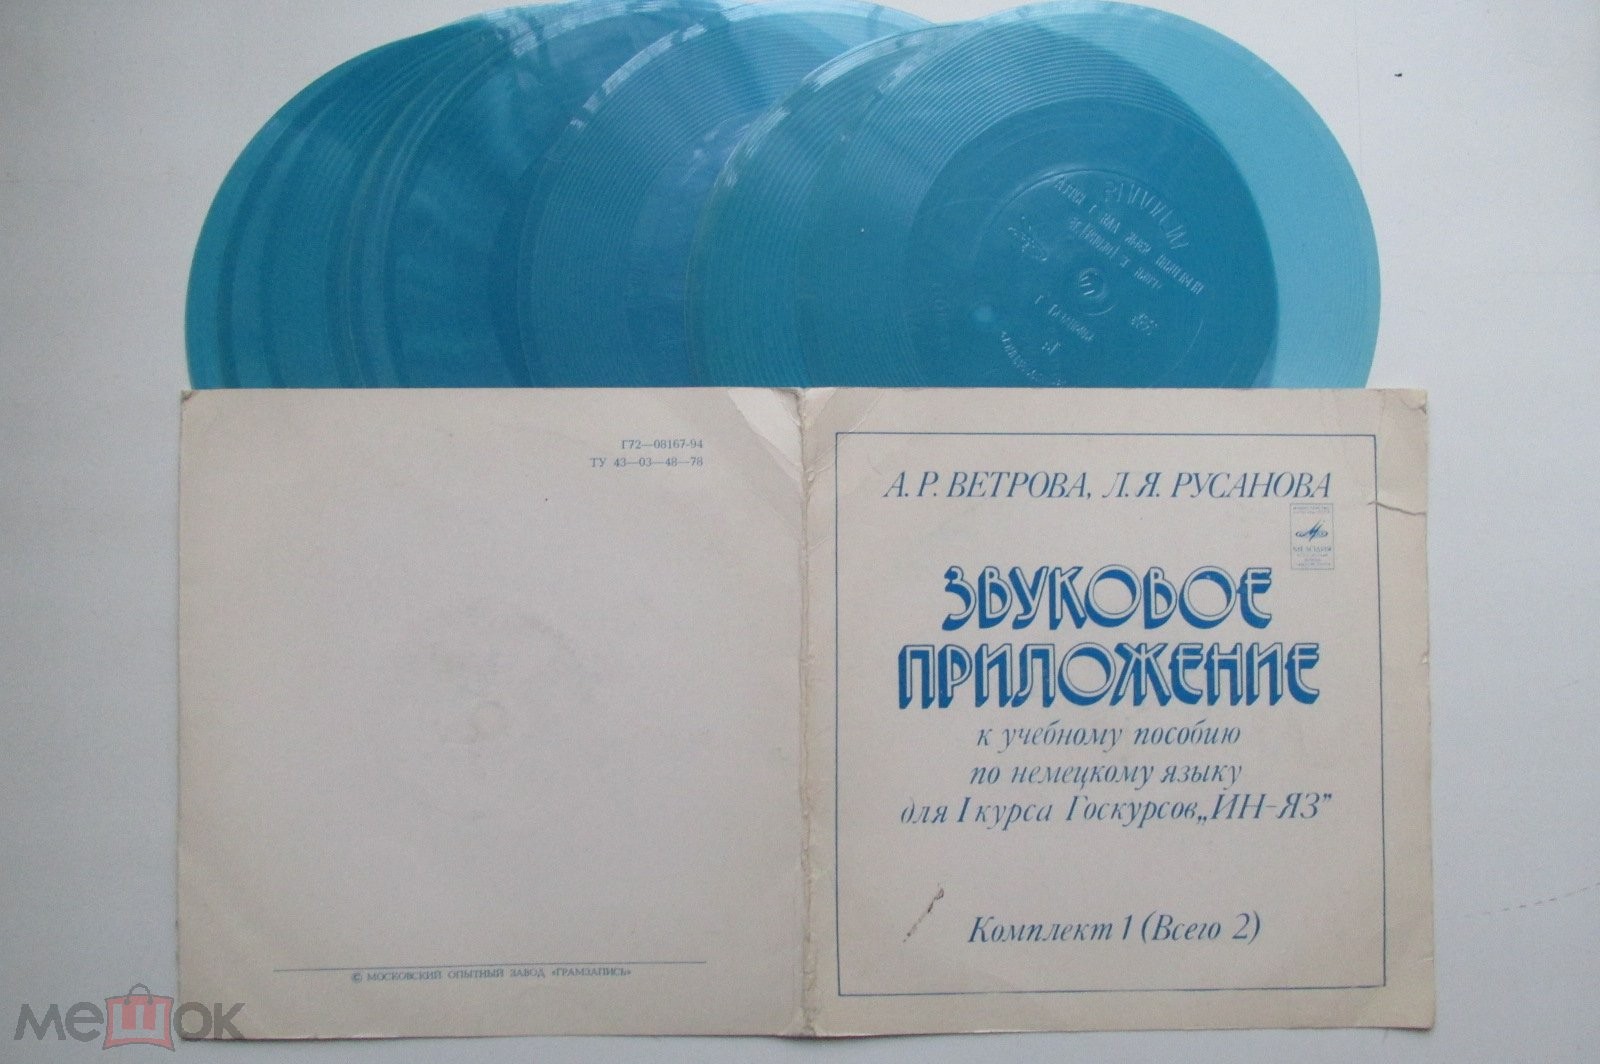 Г72—08167-94
ТУ 43—03—48—78
© МОСКОВСКИЙ ОПЫТНЫЙ ЗАВОД «ГРАМЗАПИСЬ»
А. Р. ВЕТРОВА, Л. Я. РУСАНОВА
МЕЛОДИЯ
ЗВУКОВОЕ
ПРИЛОЖЕНИЕ
к учебному пособию
по немецкому языку
для I курса Госкурсов „ИН-ЯЗ”
Комплект 1 (Всего 2)
мешок